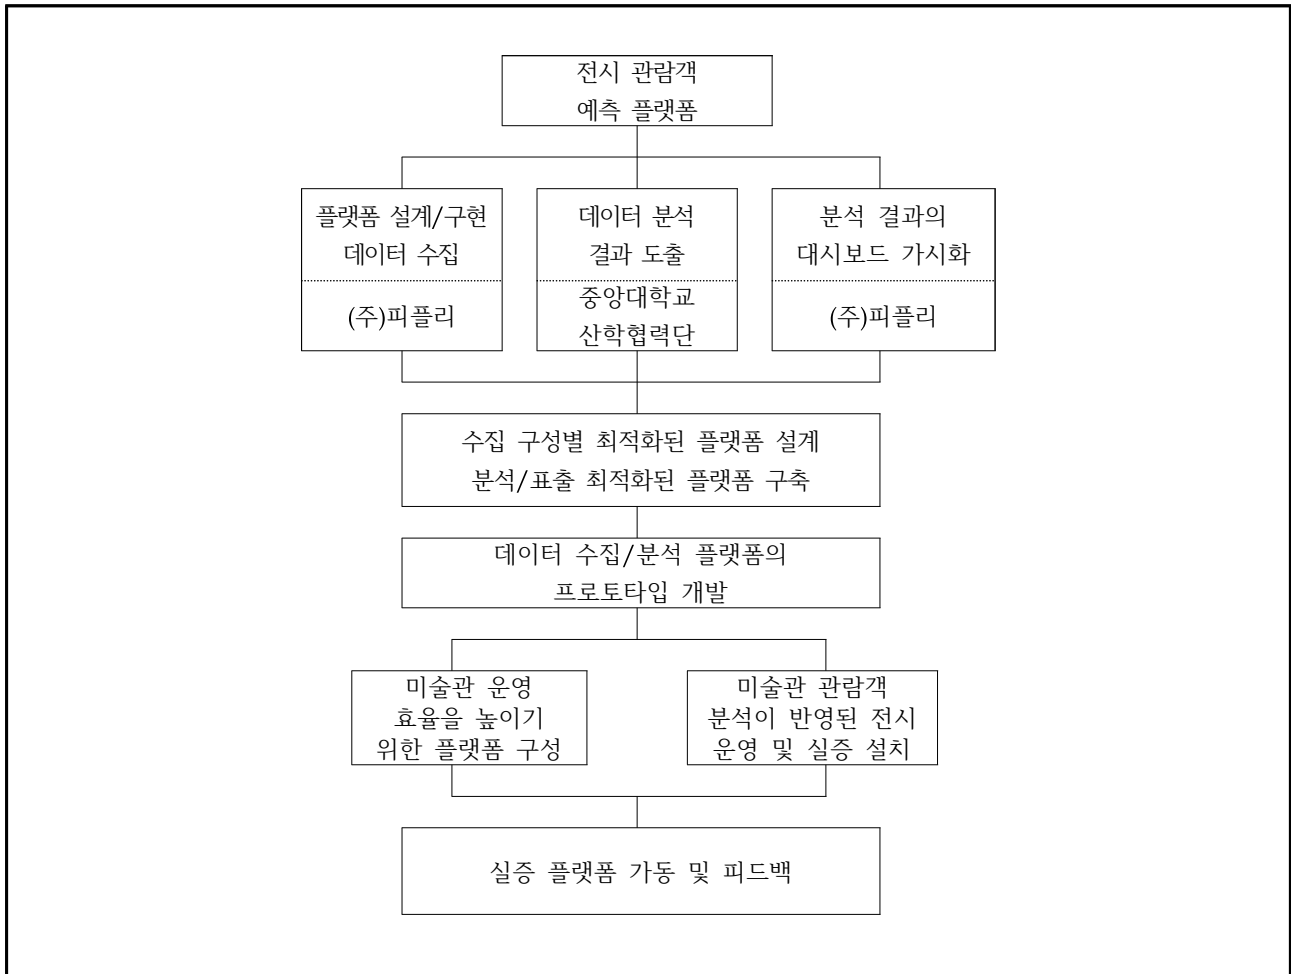 전시 관람객
예측 플랫폼
플랫폼 설계/구현
데이터 수집
(주)피플리
데이터 분석
결과 도출
중앙대학교
산학협력단
분석 결과의
대시보드 가시화
(주)피플리
수집 구성별 최적화된 플랫폼 설계
분석/표출 최적화된 플랫폼 구축
데이터 수집/분석 플랫폼의
프로토타입 개발
미술관 운영
효율을 높이기
위한 플랫폼 구성
미술관 관람객
분석이 반영된 전시
운영 및 실증 설치
실증 플랫폼 가동 및 피드백